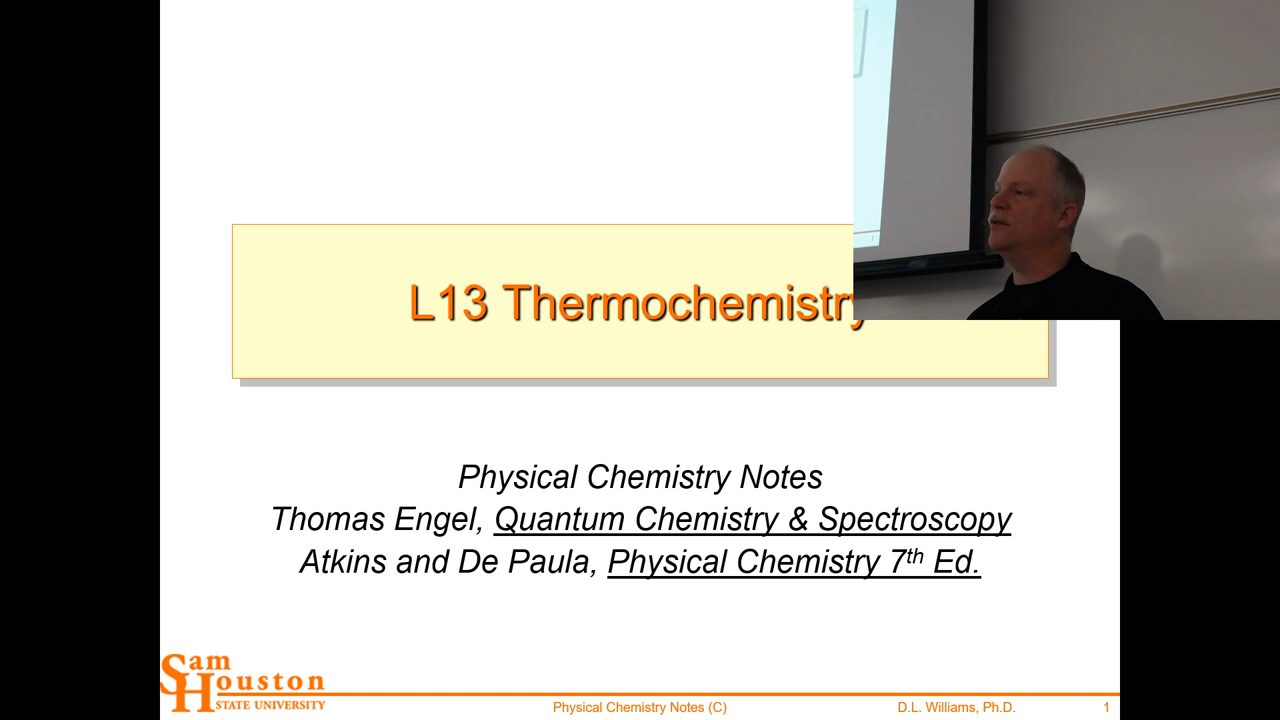 L13 Thermochemistry
Physical Chemistry Notes
Thomas Engel, Quantum Chemistry & Spectroscopy
Atkins and De Paula, Physical Chemistry 7th Ed.
Sam
Houston
STATE UNIVERSITY
Physical Chemistry Notes (C)
D.L. Williams, Ph.D.
1